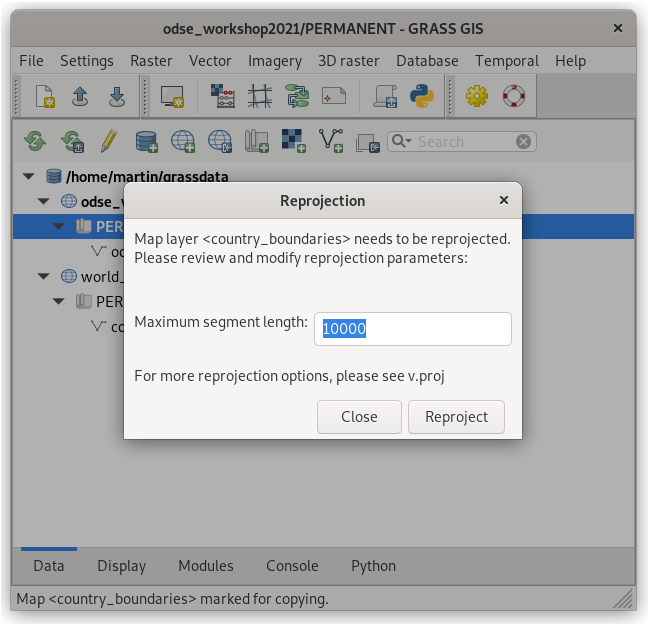 odse_workshop2021/PERMANENT - GRASS GIS
File Settings Raster Vector Imagery 3D raster Database Temporal Help
Search
/home/martin/grassdata
odse_
PER
world_
PER
Reprojection
Map layer <country_boundaries> needs to be reprojected.
Please review and modify reprojection parameters:
Maximum segment length: 10000
For more reprojection options, please see v.proj
Close Reproject
Data Display Modules Console Python
Map <country_boundaries> marked for copying.